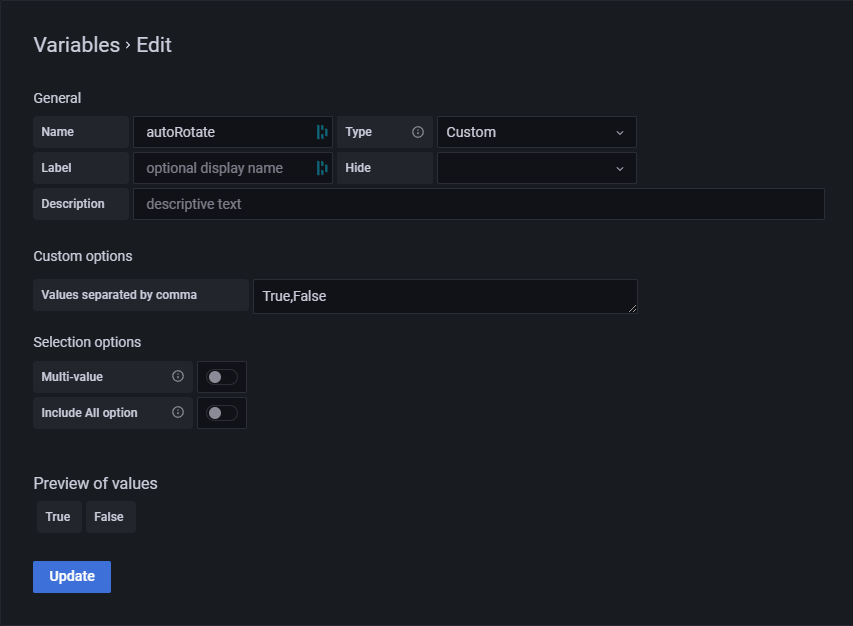 Variables › Edit
General
Name autoRotate Type Custom
Label optional display name Hide
Description descriptive text
Custom options
Values separated by comma True,False
Selection options
Multi-value
Include All option
Preview of values
True False
Update